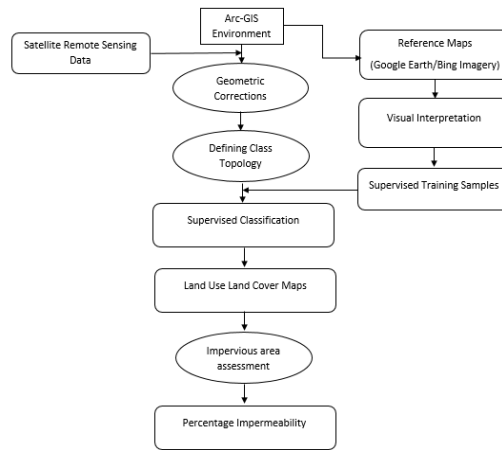 Arc-GIS
Environment
Satellite Remote Sensing
Data
Reference Maps
(Google Earth/Bing Imagery)
Geometric
Corrections
Visual Interpretation
Defining Class
Topology
Supervised Training Samples
Supervised Classification
Land Use Land Cover Maps
Impervious area
assessment
Percentage Impermeability